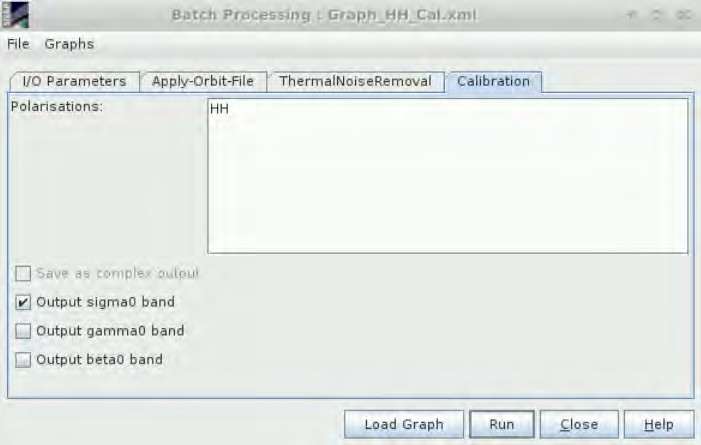 Batch Processing : Graph_HH_Cal.xml
File Graphs
I/O Parameters Apply-Orbit-File ThermalNoiseRemoval Calibration
Polarisations:
HH
Save as complex output
Output sigma0 band
Output gamma0 band
Output beta0 band
Load Graph Run Close Help